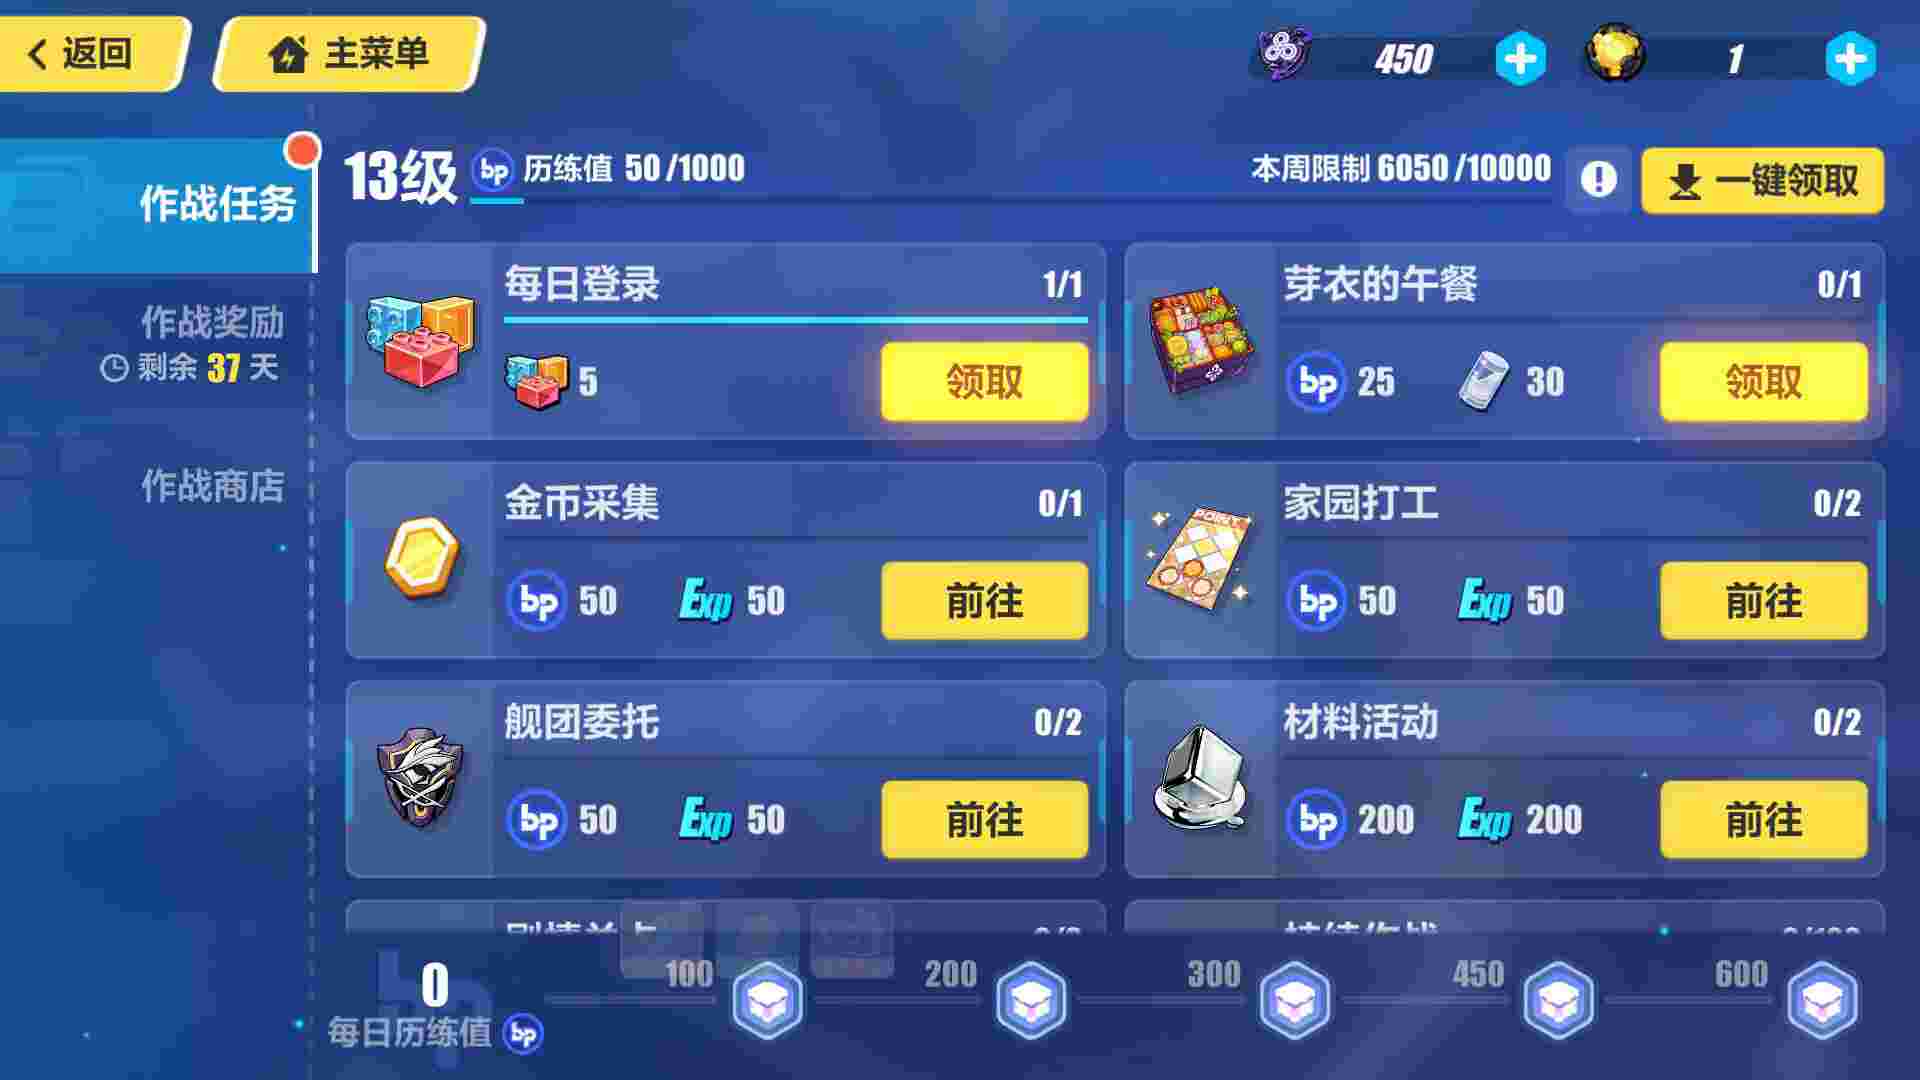 返回
主菜单
450
1
作战任务
13级 bp 历练值 50/1000
本周限制 6050/10000
一键领取
作战奖励
剩余 37 天
作战商店
每日登录 1/1
5
领取
芽衣的午餐 0/1
bp 25 30
领取
金币采集 0/1
bp 50 Exp 50
前往
家园打工 0/2
bp 50 Exp 50
前往
舰团委托 0/2
bp 50 Exp 50
前往
材料活动 0/2
bp 200 Exp 200
前往
0
每日历练值 bp
100
200
300
450
600